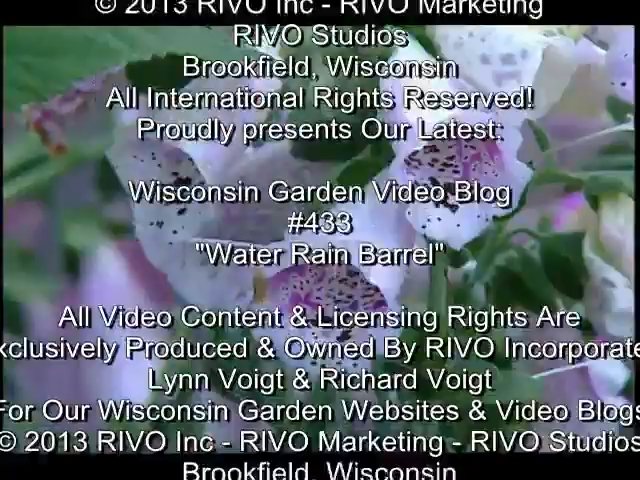 © 2013 RIVO Inc - RIVO Marketing
RIVO Studios
Brookfield, Wisconsin
All International Rights Reserved!
Proudly presents Our Latest:
Wisconsin Garden Video Blog
#433
"Water Rain Barrel"
All Video Content & Licensing Rights Are
xclusively Produced & Owned By RIVO Incorporate
Lynn Voigt & Richard Voigt
For Our Wisconsin Garden Websites & Video Blogs
© 2013 RIVO Inc - RIVO Marketing - RIVO Studios
Brookfield, Wisconsin